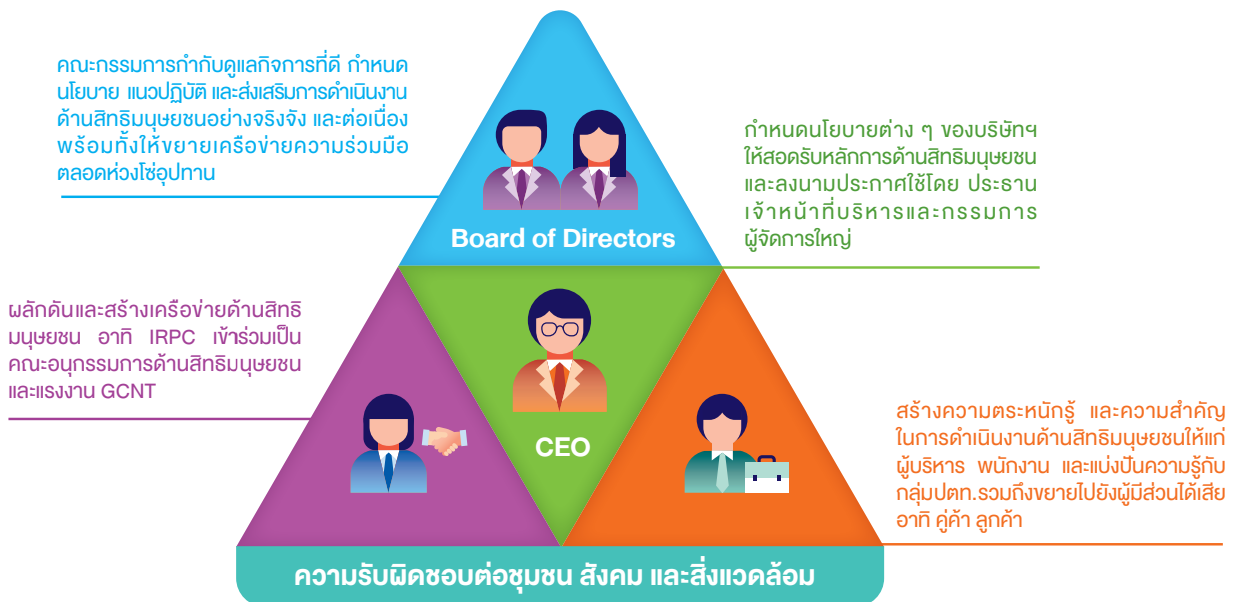 คณะกรรมการกำกับดูแลกิจการที่ดี กำหนด
นโยบาย แนวปฏิบัติ และส่งเสริมการดำเนินงาน
ด้านสิทธิมนุษยชนอย่างจริงจัง และต่อเนื่อง
พร้อมทั้งให้ขยายเครือข่ายความร่วมมือ
ตลอดห่วงโซ่อุปทาน
กำหนดนโยบายต่าง ๆ ของบริษัทฯ
ให้สอดรับหลักการด้านสิทธิมนุษยชน
และลงนามประกาศใช้โดย ประธาน
เจ้าหน้าที่บริหารและกรรมการ
ผู้จัดการใหญ่
Board of Directors
ผลักดันและสร้างเครือข่ายด้านสิทธิ
มนุษยชน อาทิ IRPC เข้าร่วมเป็น
คณะอนุกรรมการด้านสิทธิมนุษยชน
และแรงงาน GCNT
CEO
สร้างความตระหนักรู้ และความสำคัญ
ในการดำเนินงานด้านสิทธิมนุษยชนให้แก่
ผู้บริหาร พนักงาน และแบ่งปันความรู้กับ
กลุ่มปตท.รวมถึงขยายไปยังผู้มีส่วนได้เสีย
อาทิ คู่ค้า ลูกค้า
ความรับผิดชอบต่อชุมชน สังคม และสิ่งแวดล้อม